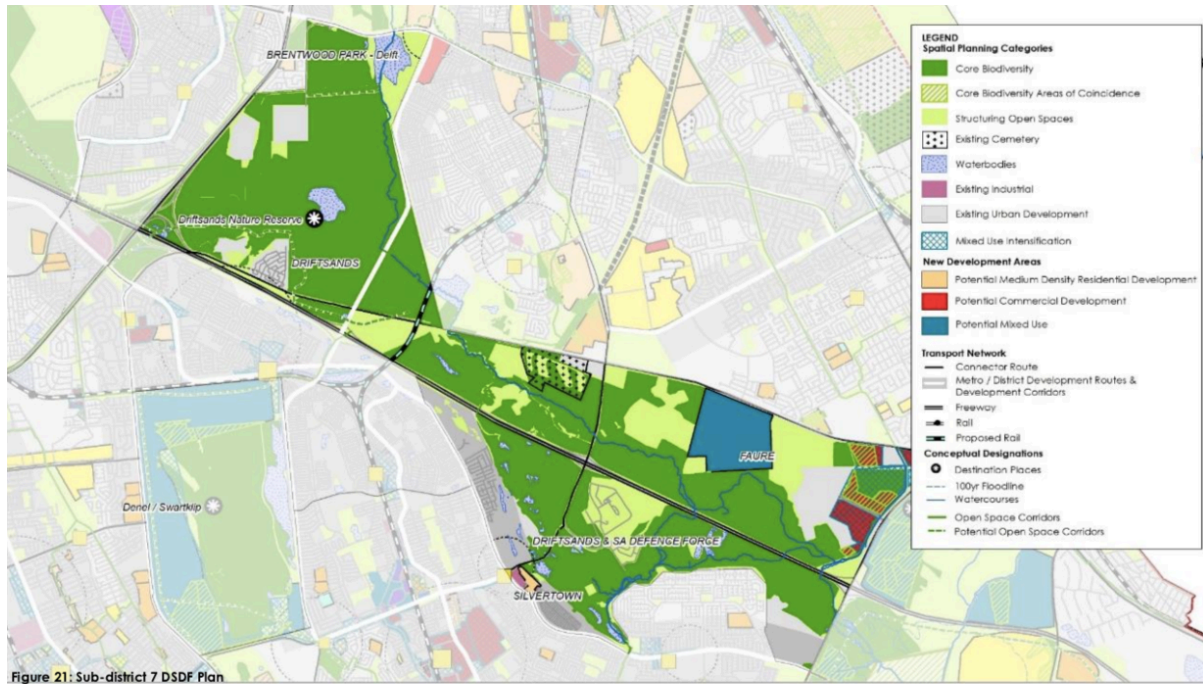 BRENTWOOD PARK - Delft
Driftsands Nature Reserve
DRIFTSANDS
FAURE
Denel / Swartklip
DRIFTSANDS & SA DEFENCE FORCE
SILVERTOWN
LEGEND
Spatial Planning Categories
Core Biodiversity
Core Biodiversity Areas of Coincidence
Structuring Open Spaces
Existing Cemetery
Waterbodies
Existing Industrial
Existing Urban Development
Mixed Use Intensification
New Development Areas
Potential Medium Density Residential Development
Potential Commercial Development
Potential Mixed Use
Transport Network
Connector Route
Metro / District Development Routes &
Development Corridors
Freeway
Rail
Proposed Rail
Conceptual Designations
Destination Places
100yr Floodline
Watercourses
Open Space Corridors
Potential Open Space Corridors
Figure 21: Sub-district 7 DSDF Plan